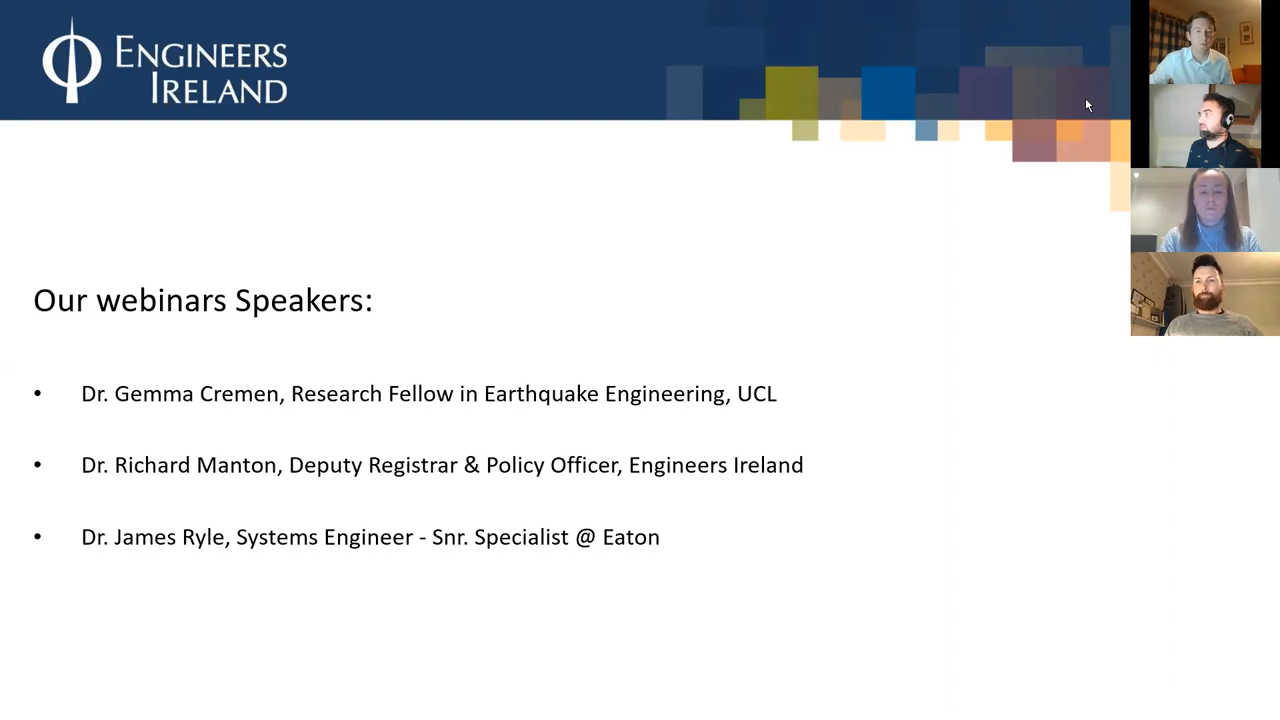 ENGINEERS
IRELAND
Our webinars Speakers:
• Dr. Gemma Cremen, Research Fellow in Earthquake Engineering, UCL
• Dr. Richard Manton, Deputy Registrar & Policy Officer, Engineers Ireland
• Dr. James Ryle, Systems Engineer - Snr. Specialist @ Eaton